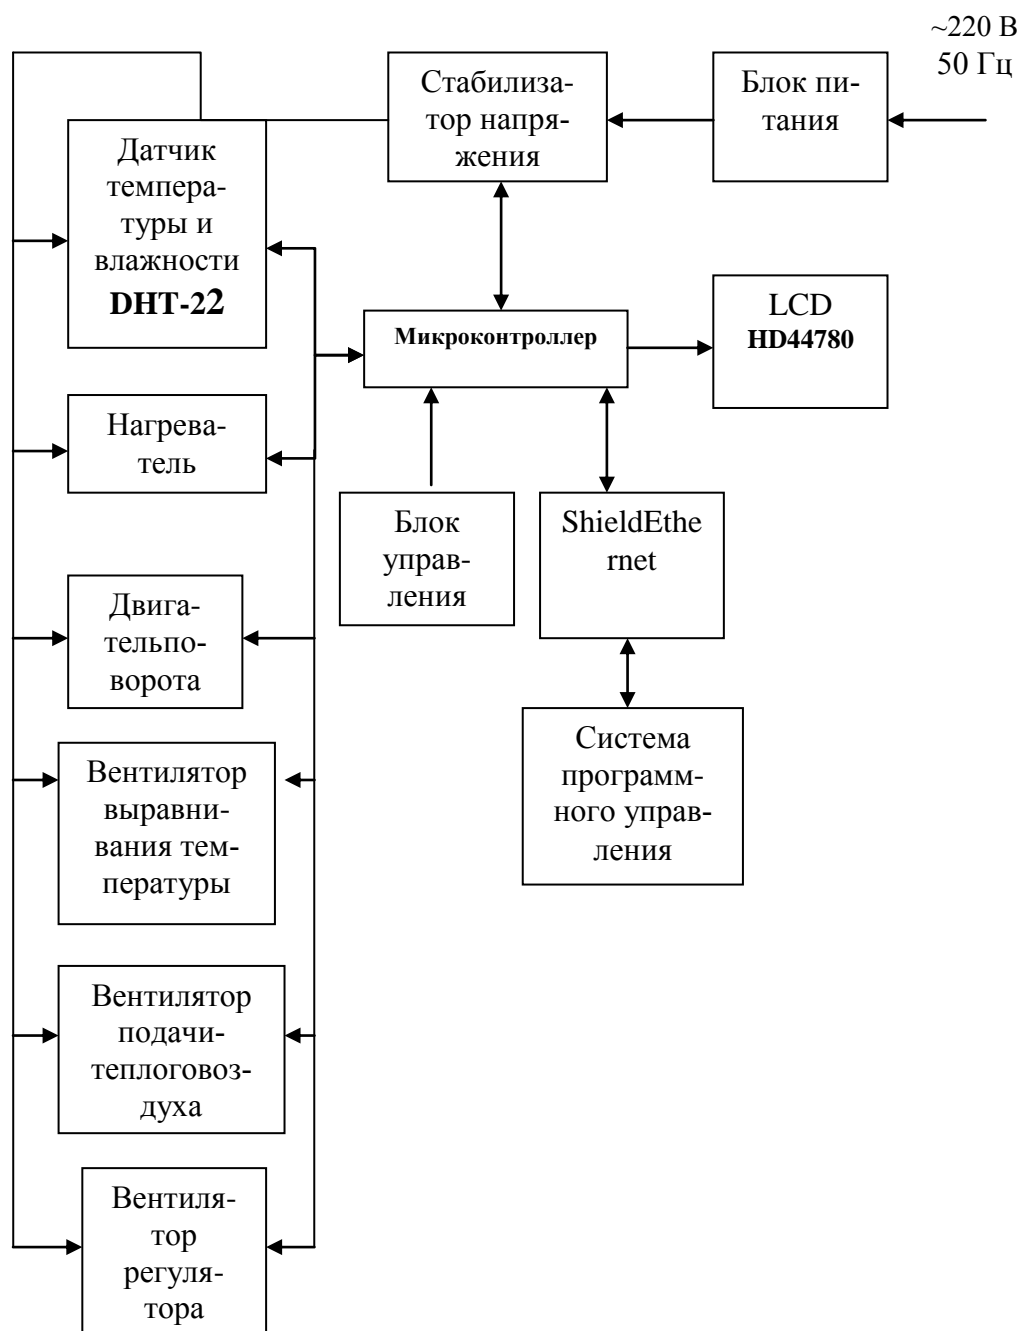 ~220 В
50 Гц
Стабилиза-
тор напря-
жения
Блок пи-
тания
Датчик
темпера-
туры и
влажности
DHT-22
Микроконтроллер
LCD
HD44780
Нагрева-
тель
Блок
управ-
ления
ShieldEthe
rnet
Двига-
тельпо-
ворота
Система
программ-
ного управ-
ления
Вентилятор
выравни-
вания тем-
пературы
Вентилятор
подачи-
теплоговоз-
духа
Вентиля-
тор
регуля-
тора